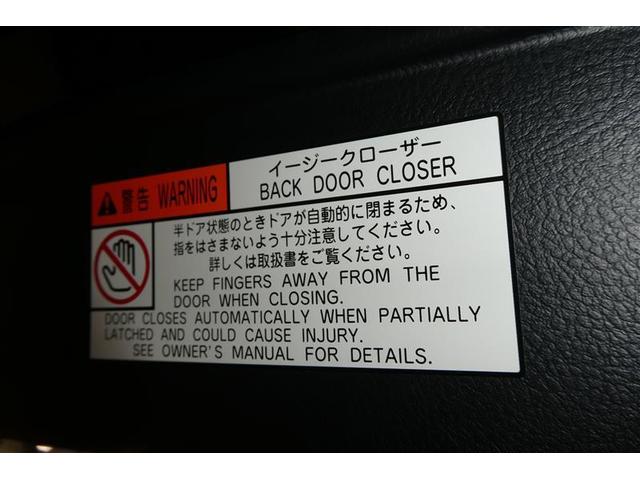 警告 WARNING
イージークローザー
BACK DOOR CLOSER
半ドア状態のときドアが自動的に閉まるため、
指をはさまないよう十分注意してください。
詳しくは取扱書をご覧ください。
KEEP FINGERS AWAY FROM THE
DOOR WHEN CLOSING.
DOOR CLOSES AUTOMATICALLY WHEN PARTIALLY
LATCHED AND COULD CAUSE INJURY.
SEE OWNER'S MANUAL FOR DETAILS.